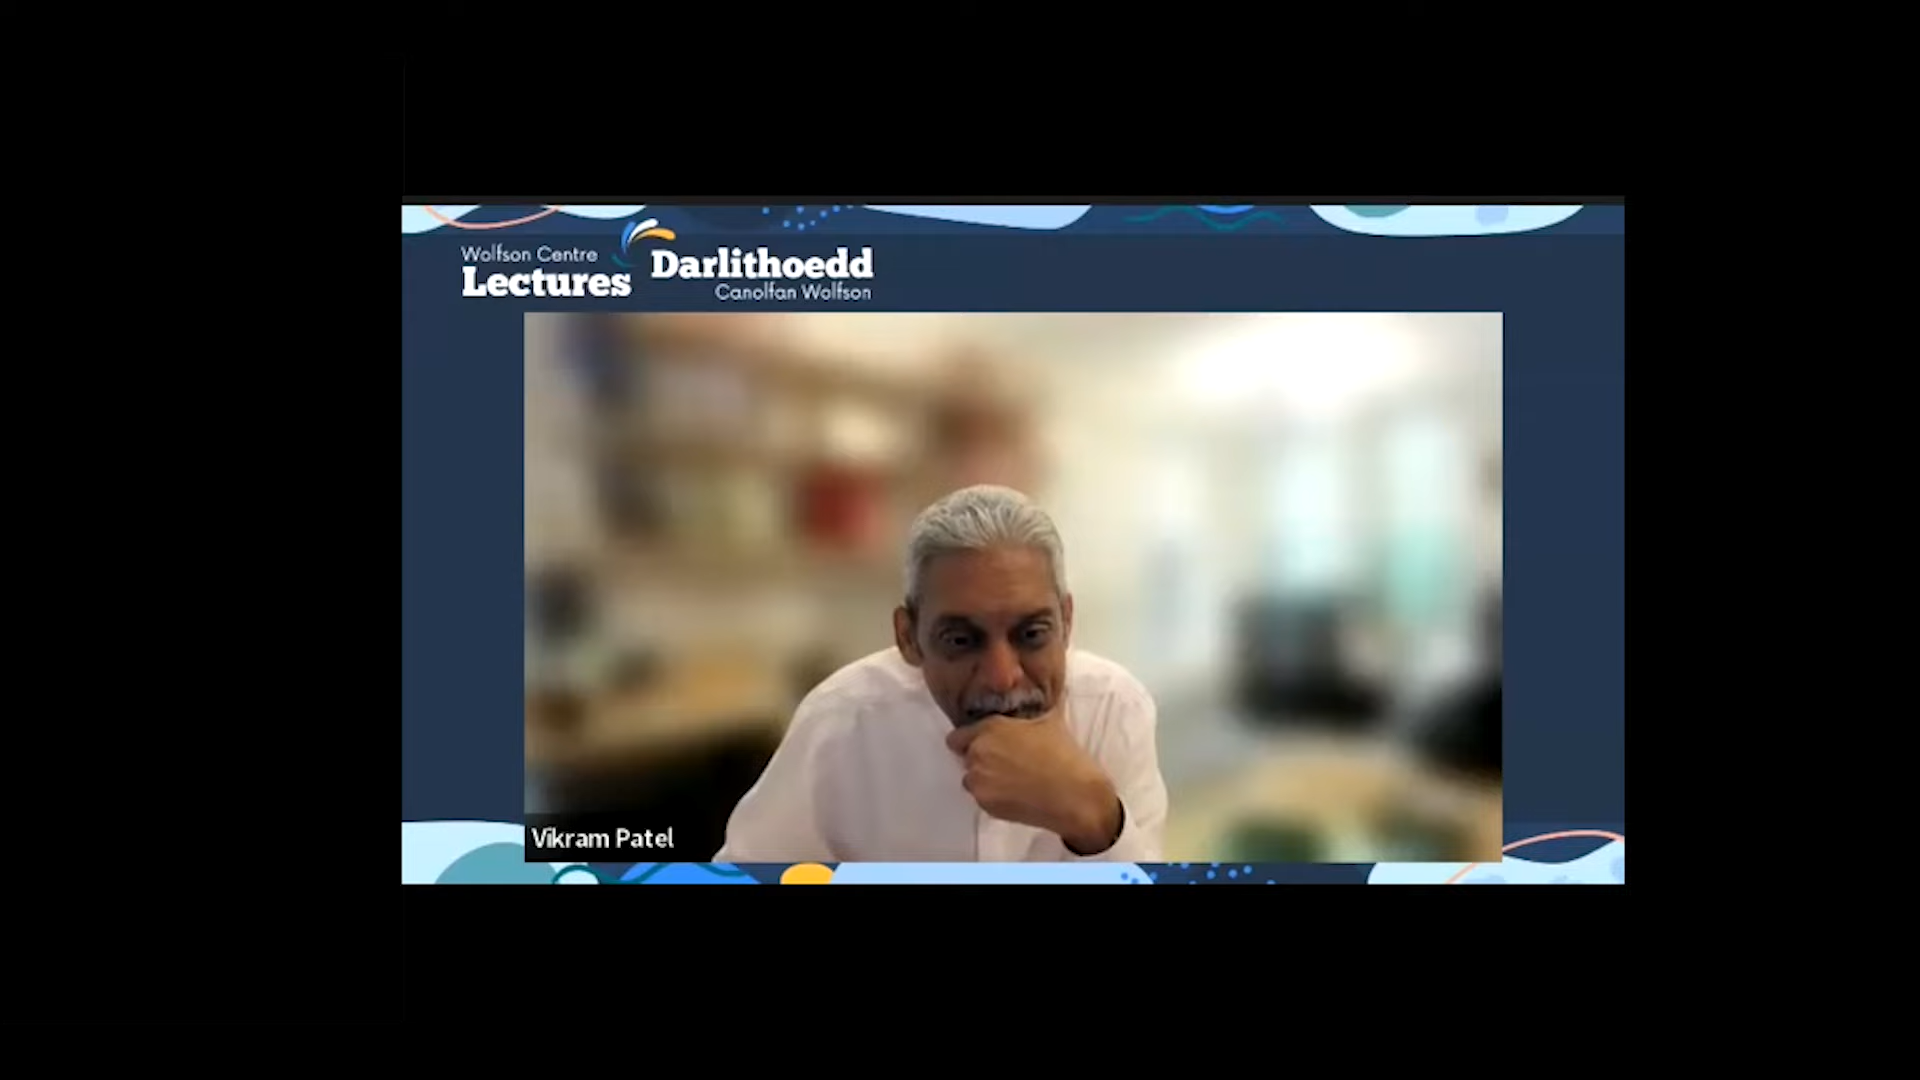 Wolfson Centre
Lectures
Darlithoedd
Canolfan Wolfson
Vikram Patel